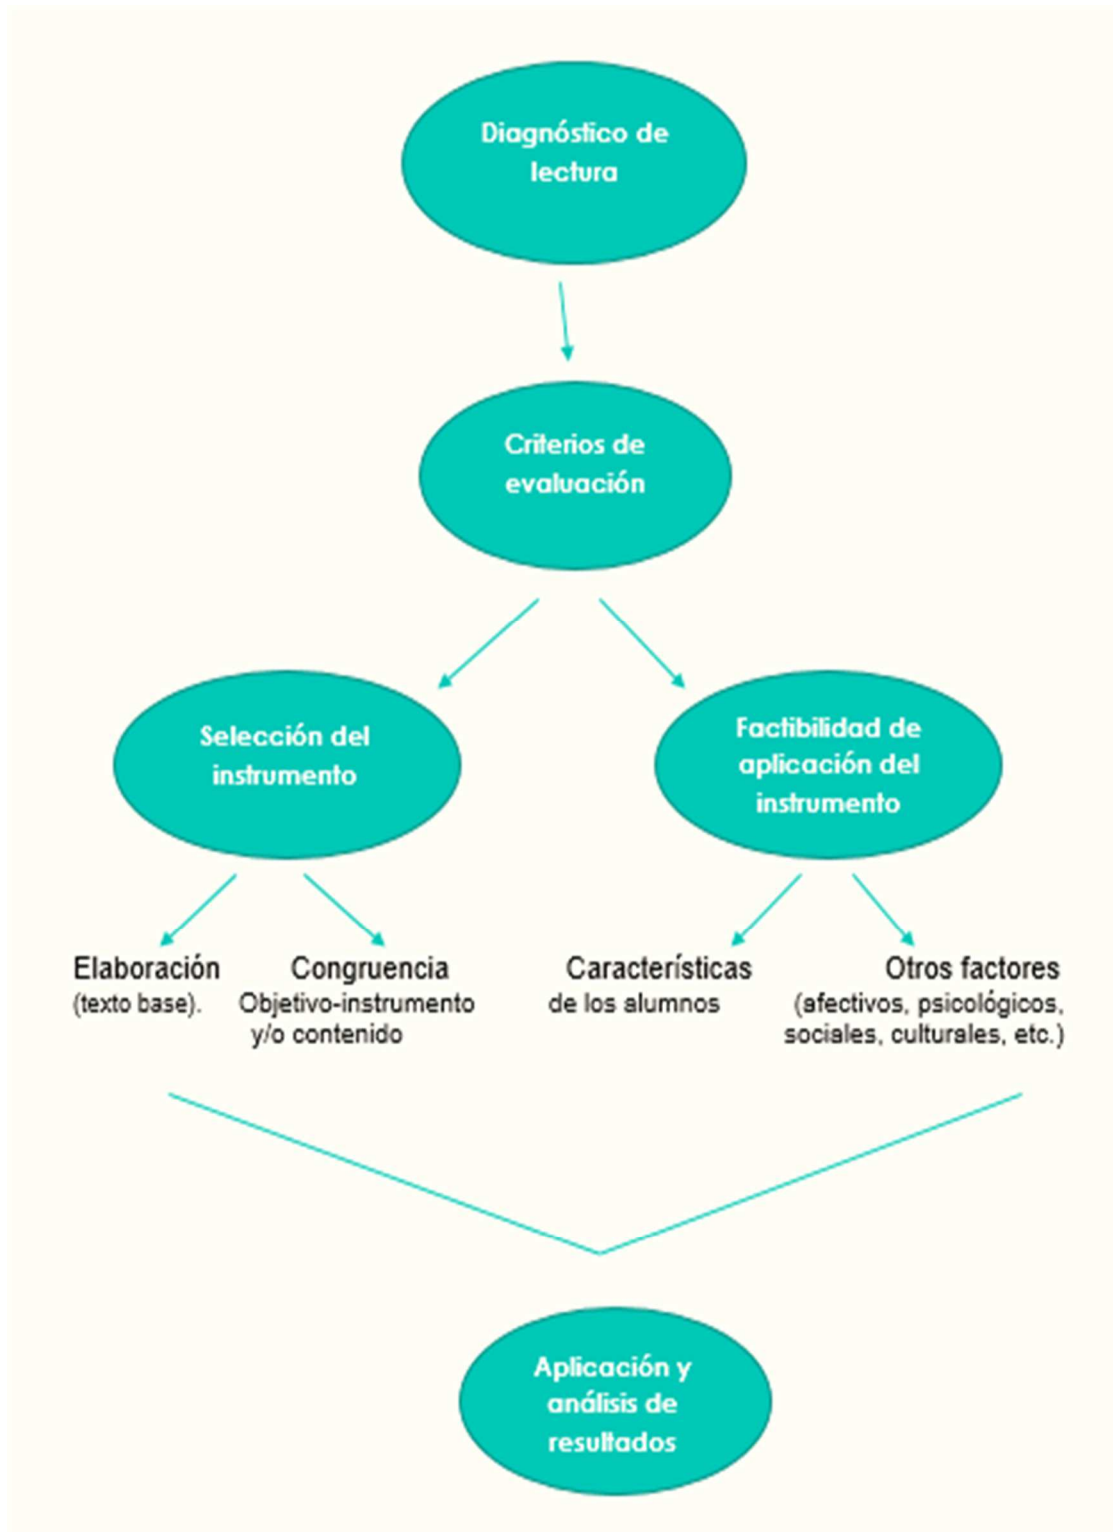 Diagnóstico de
lectura
Criterios de
evaluación
Selección del
instrumento
Factibilidad de
aplicación del
instrumento
Elaboración
(texto base).
Congruencia
Objetivo-instrumento
y/o contenido
Características
de los alumnos
Otros factores
(afectivos, psicológicos,
sociales, culturales, etc.)
Aplicación y
análisis de
resultados